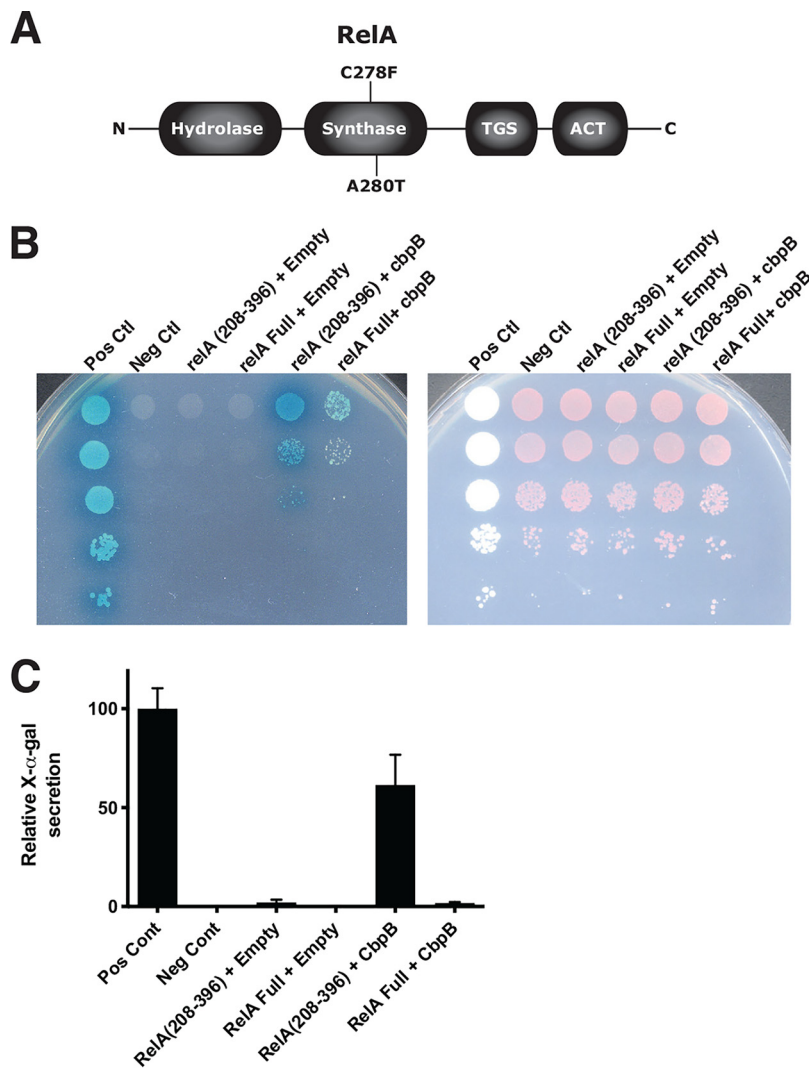 A
RelA
C278F
N
Hydrolase
Synthase
TGS
ACT
C
A280T
B
Pos Ctl
Neg Ctl
relA (208-396) + Empty
relA Full + Empty
relA (208-396) + cbpB
relA Full+ cbpB
Pos Ctl
Neg Ctl
relA (208-396) + Empty
relA Full + Empty
relA (208-396) + cbpB
relA Full+ cbpB
C
Relative X-α-gal
secretion
100
50
0
Pos Cont
Neg Cont
RelA(208-396) + Empty
RelA Full + Empty
RelA(208-396) + CbpB
RelA Full + CbpB